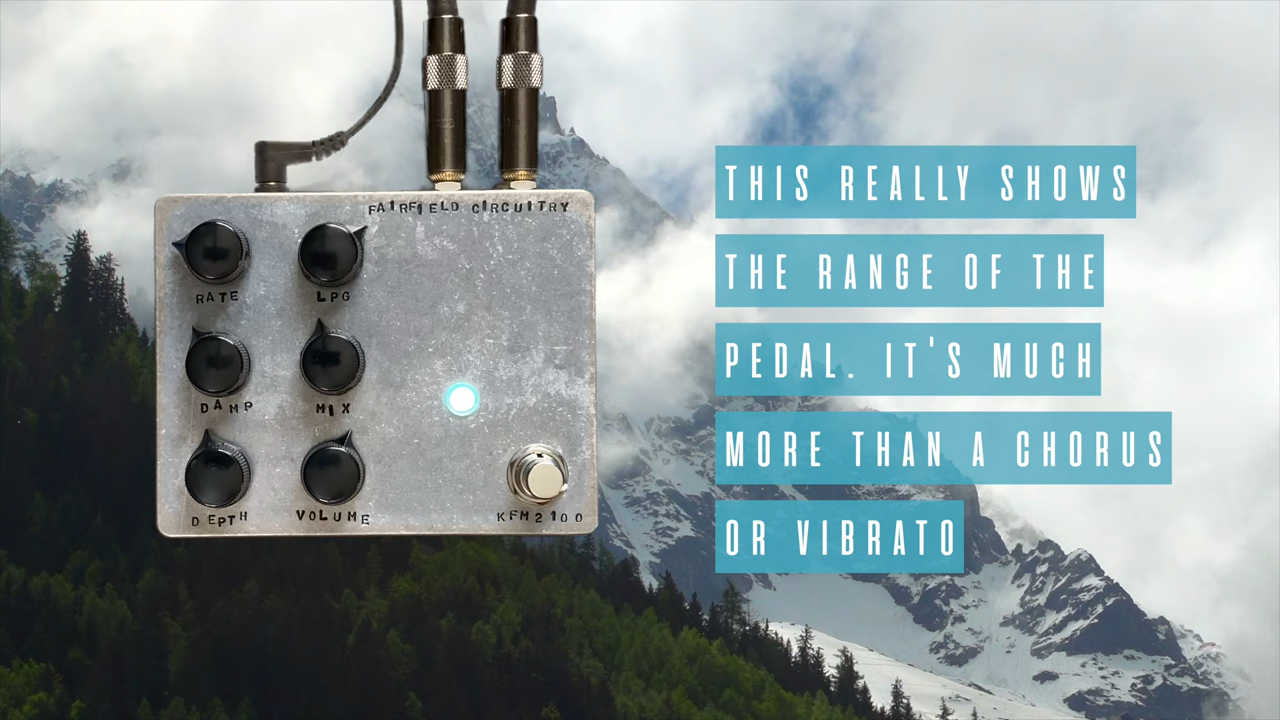 FAIRFIELD CIRCUITRY
RATE LPG
DAMP MIX
DEPTH VOLUME KFM2100
THIS REALLY SHOWS
THE RANGE OF THE
PEDAL. IT'S MUCH
MORE THAN A CHORUS
OR VIBRATO